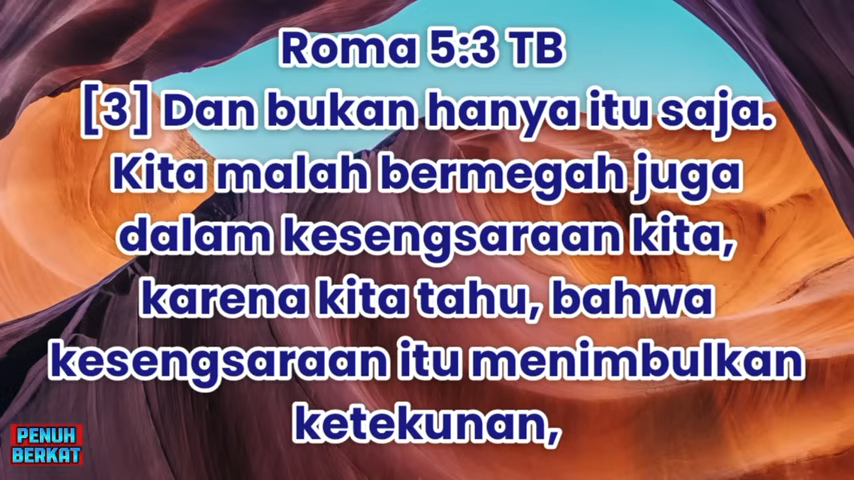 Roma 5:3 TB
[3] Dan bukan hanya itu saja.
Kita malah bermegah juga
dalam kesengsaraan kita,
karena kita tahu, bahwa
kesengsaraan itu menimbulkan
ketekunan,
PENUH
BERKAT